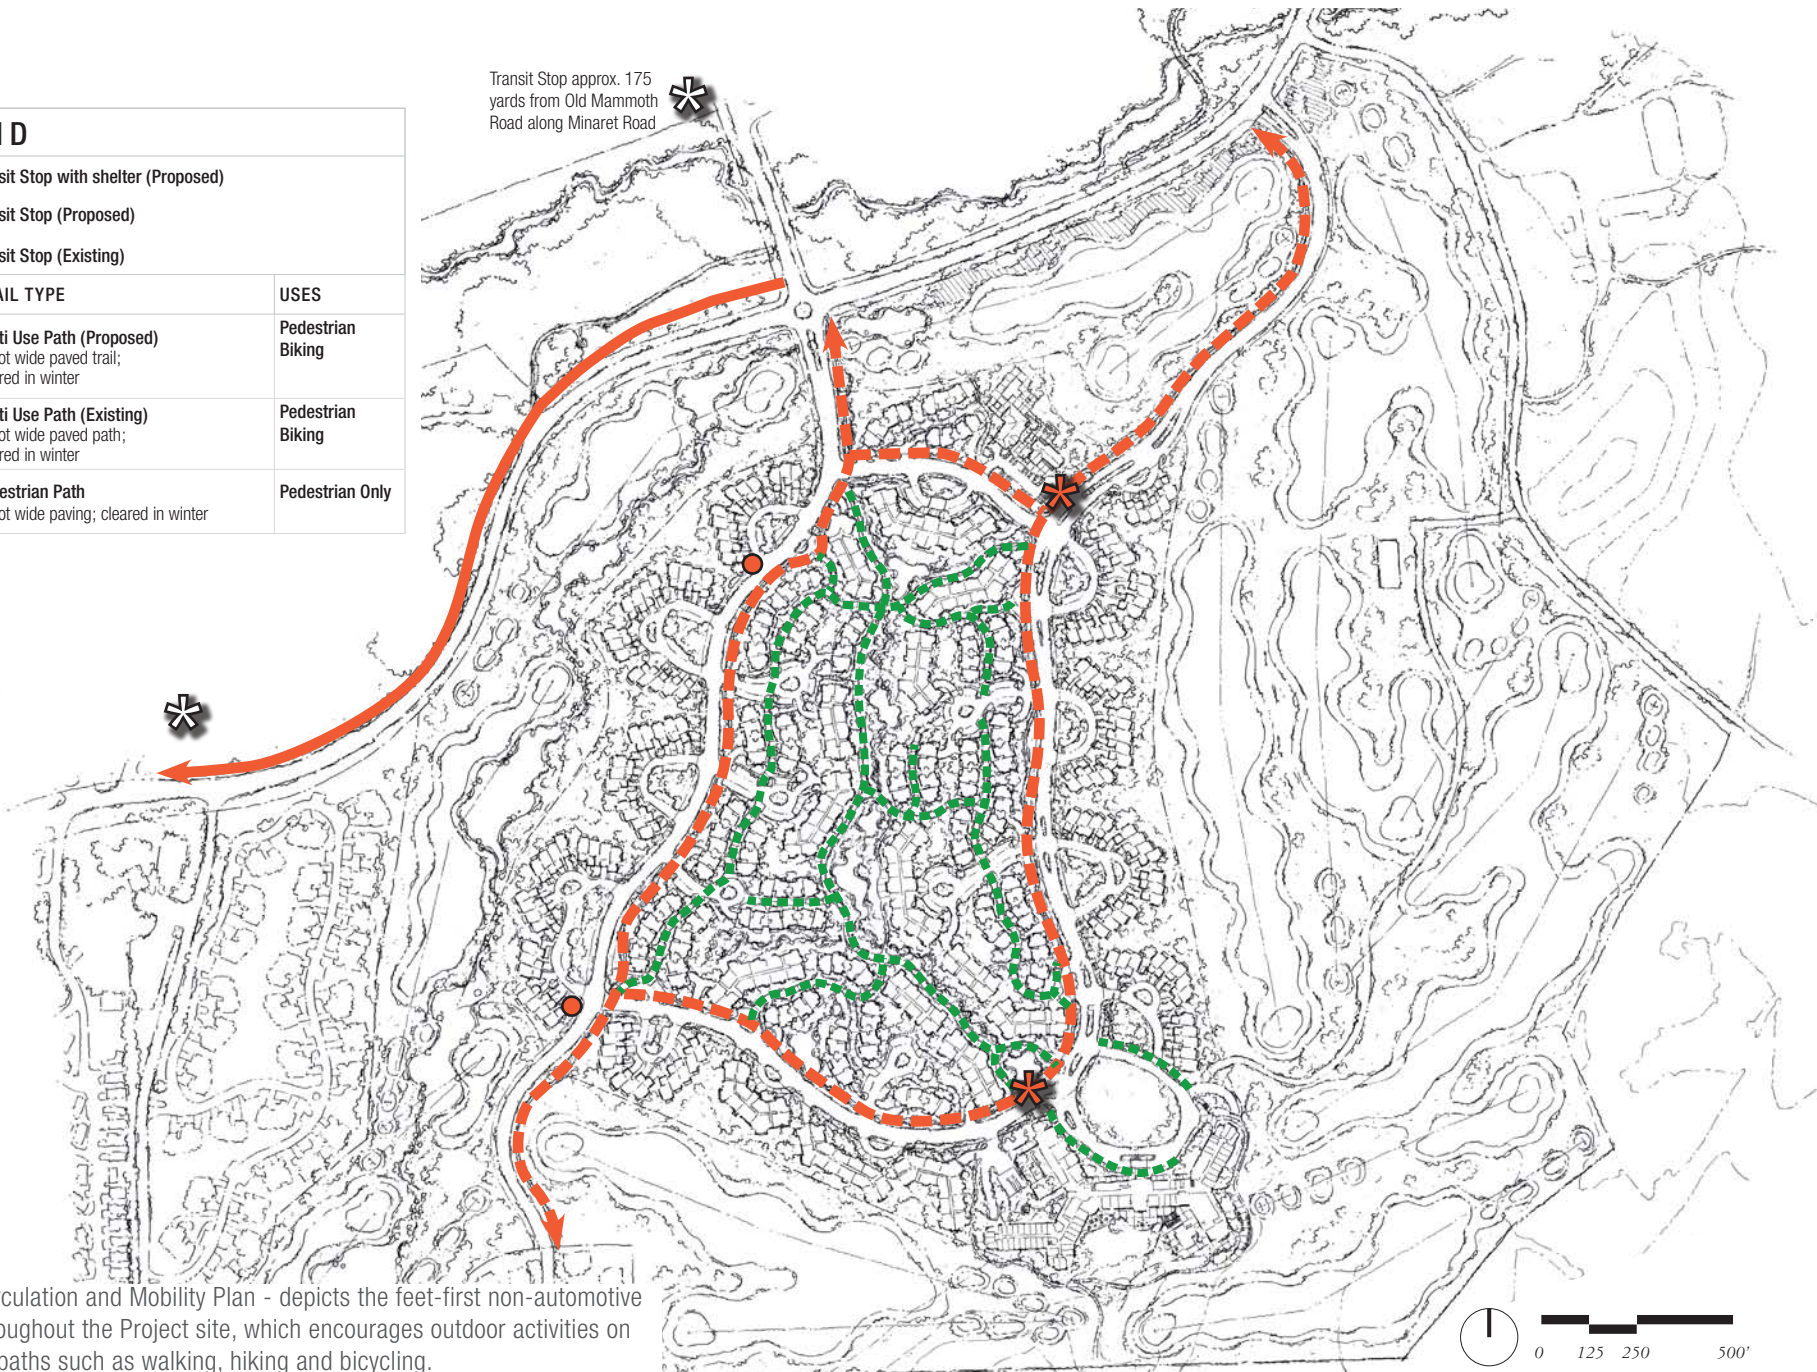 Transit Stop approx. 175
yards from Old Mammoth
Road along Minaret Road
D
sit Stop with shelter (Proposed)
sit Stop (Proposed)
sit Stop (Existing)
AIL TYPE USES
ti Use Path (Proposed) Pedestrian
ot wide paved trail; Biking
red in winter
ti Use Path (Existing) Pedestrian
ot wide paved path; Biking
red in winter
estrian Path Pedestrian Only
ot wide paving; cleared in winter
culation and Mobility Plan - depicts the feet-first non-automotive
oughout the Project site, which encourages outdoor activities on
paths such as walking, hiking and bicycling.
0 125 250 500'